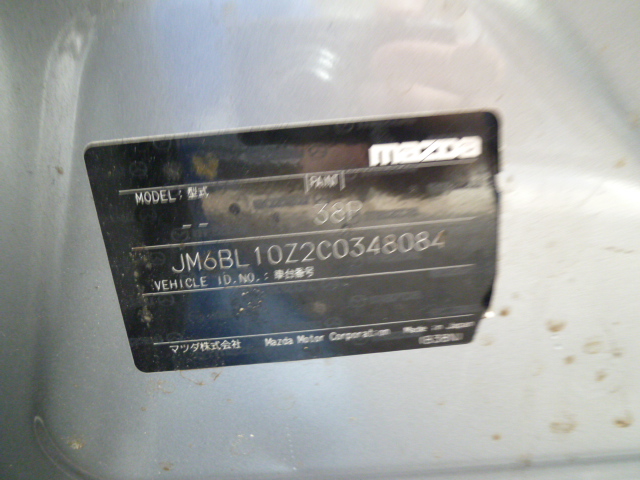 mazda
MODEL:型式 PAINT
-- 38P
JM6BL10Z2C0348084
VEHICLE ID.NO.:車台番号
マツダ株式会社 Mazda Motor Corporation Made in Japan